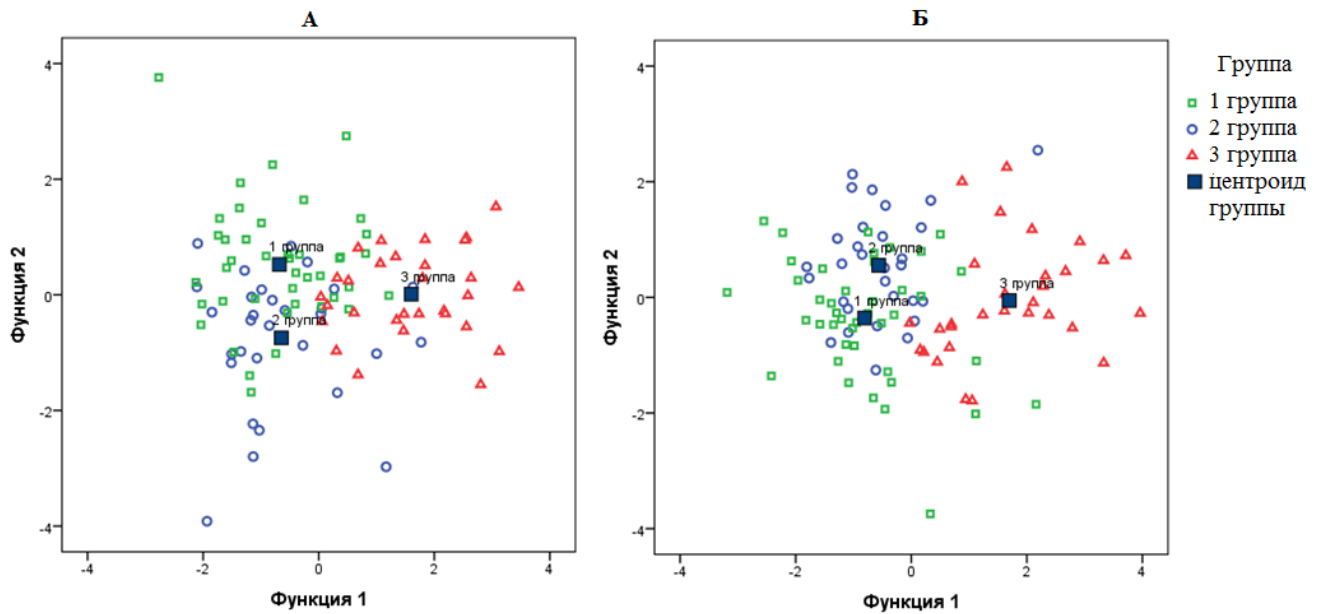 А
4
2
0
-2
-4
-4
-2
0
2
4
Функция 2
Функция 1
1 группа
2 группа
3 группа
Б
4
2
0
-2
-4
-4
-2
0
2
4
Функция 2
Функция 1
2 группа
1 группа
3 группа
Группа
1 группа
2 группа
3 группа
центроид
группы